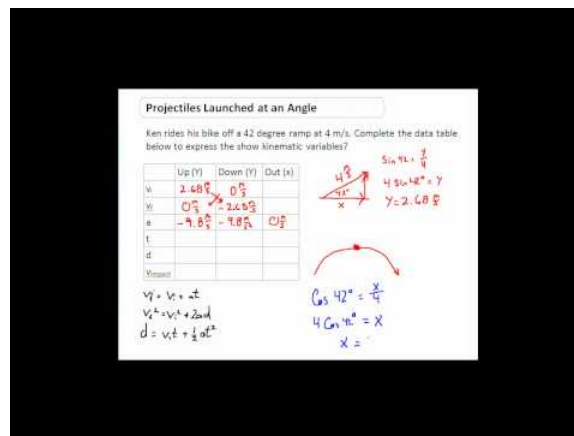 Projectiles Launched at an Angle
Ken rides his bike off a 42 degree ramp at 4 m/s. Complete the data table
below to express the show kinematic variables?
Up (Y) Down (Y) Out (x)
Vi 2.68 m/s 0 m/s
Vf 0 m/s -2.68 m/s
a -9.8 m/s -9.8 m/s² 0 m/s
t
d
Vimpact
4 m/s
42°
x
Sin 42 = y/4
4 sin 42° = Y
Y = 2.68 m/s
Vf = Vi + at
Vf² = Vi² + 2ad
d = Vit + ½at²
Cos 42° = x/4
4 Cos 42° = X
X =